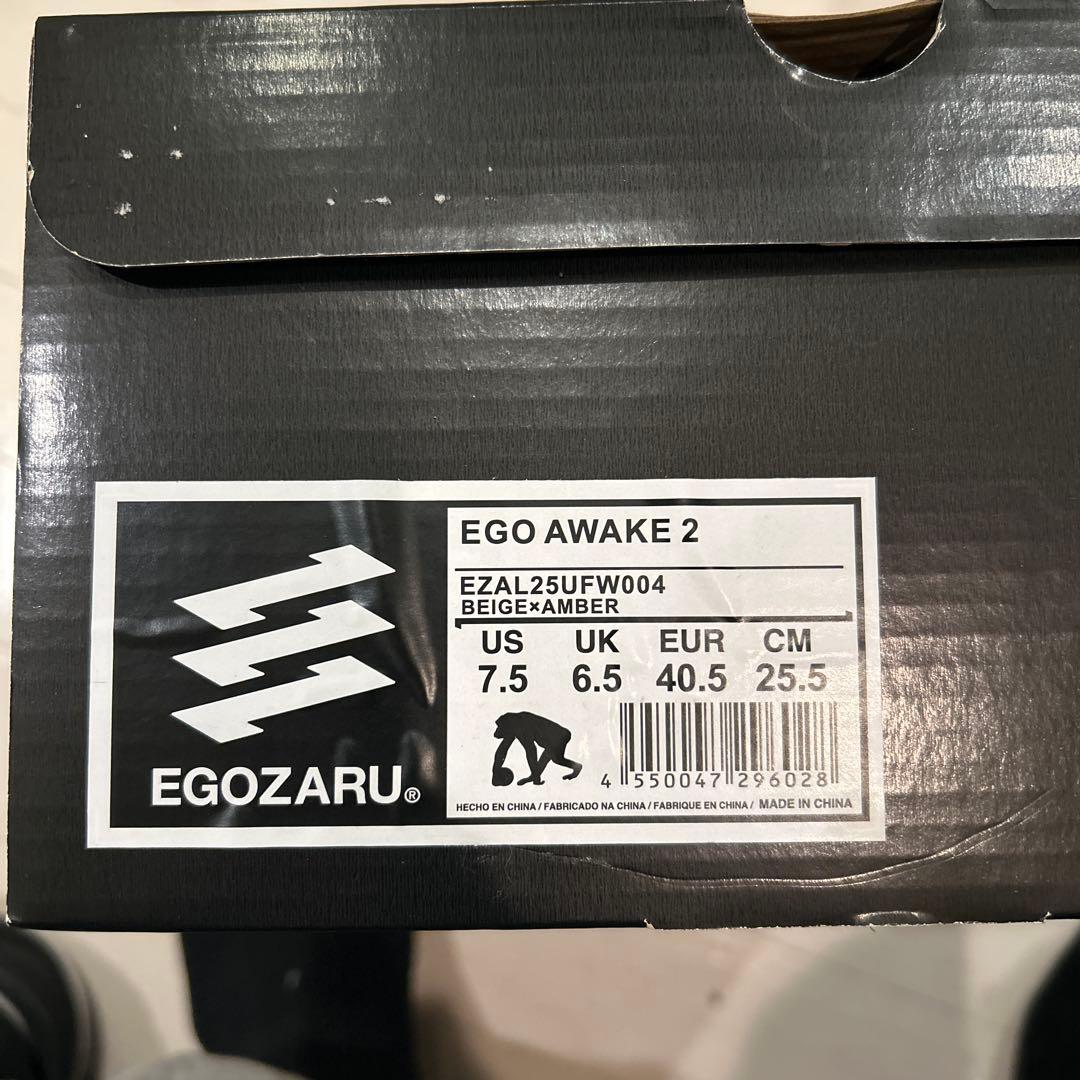 EGO AWAKE 2
EZAL25UFW004
BEIGE×AMBER
US UK EUR CM
7.5 6.5 40.5 25.5
4 550047 296028
HECHO EN CHINA / FABRICADO NA CHINA / FABRIQUE EN CHINA / MADE IN CHINA
EGOZARU®